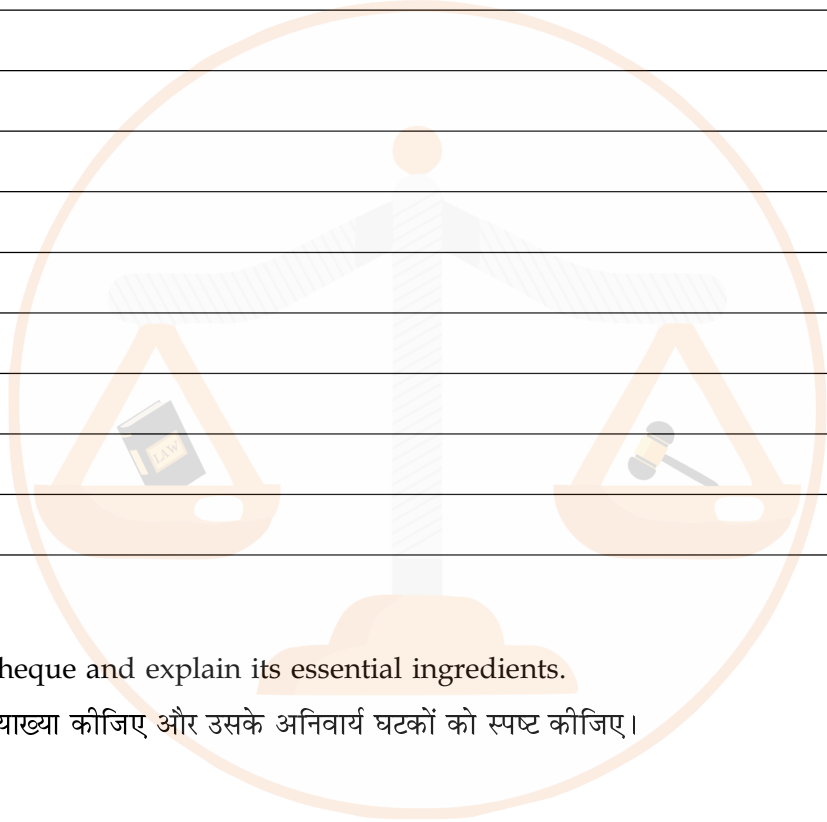 LAW
heque and explain its essential ingredients.
याख्या कीजिए और उसके अनिवार्य घटकों को स्पष्ट कीजिए।